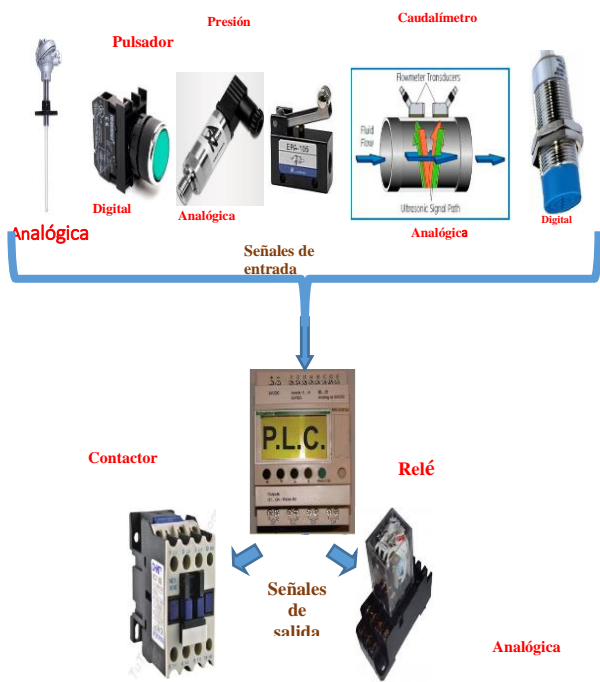 Presión
Caudalímetro
Pulsador
Flowmeter Transducers
Fluid
Flow
Ultrasonic Signal Path
Digital
Analógica
Analógica
Digital
Analógica
Señales de
entrada
P.L.C.
Contactor
Relé
Señales
de
salida
Analógica